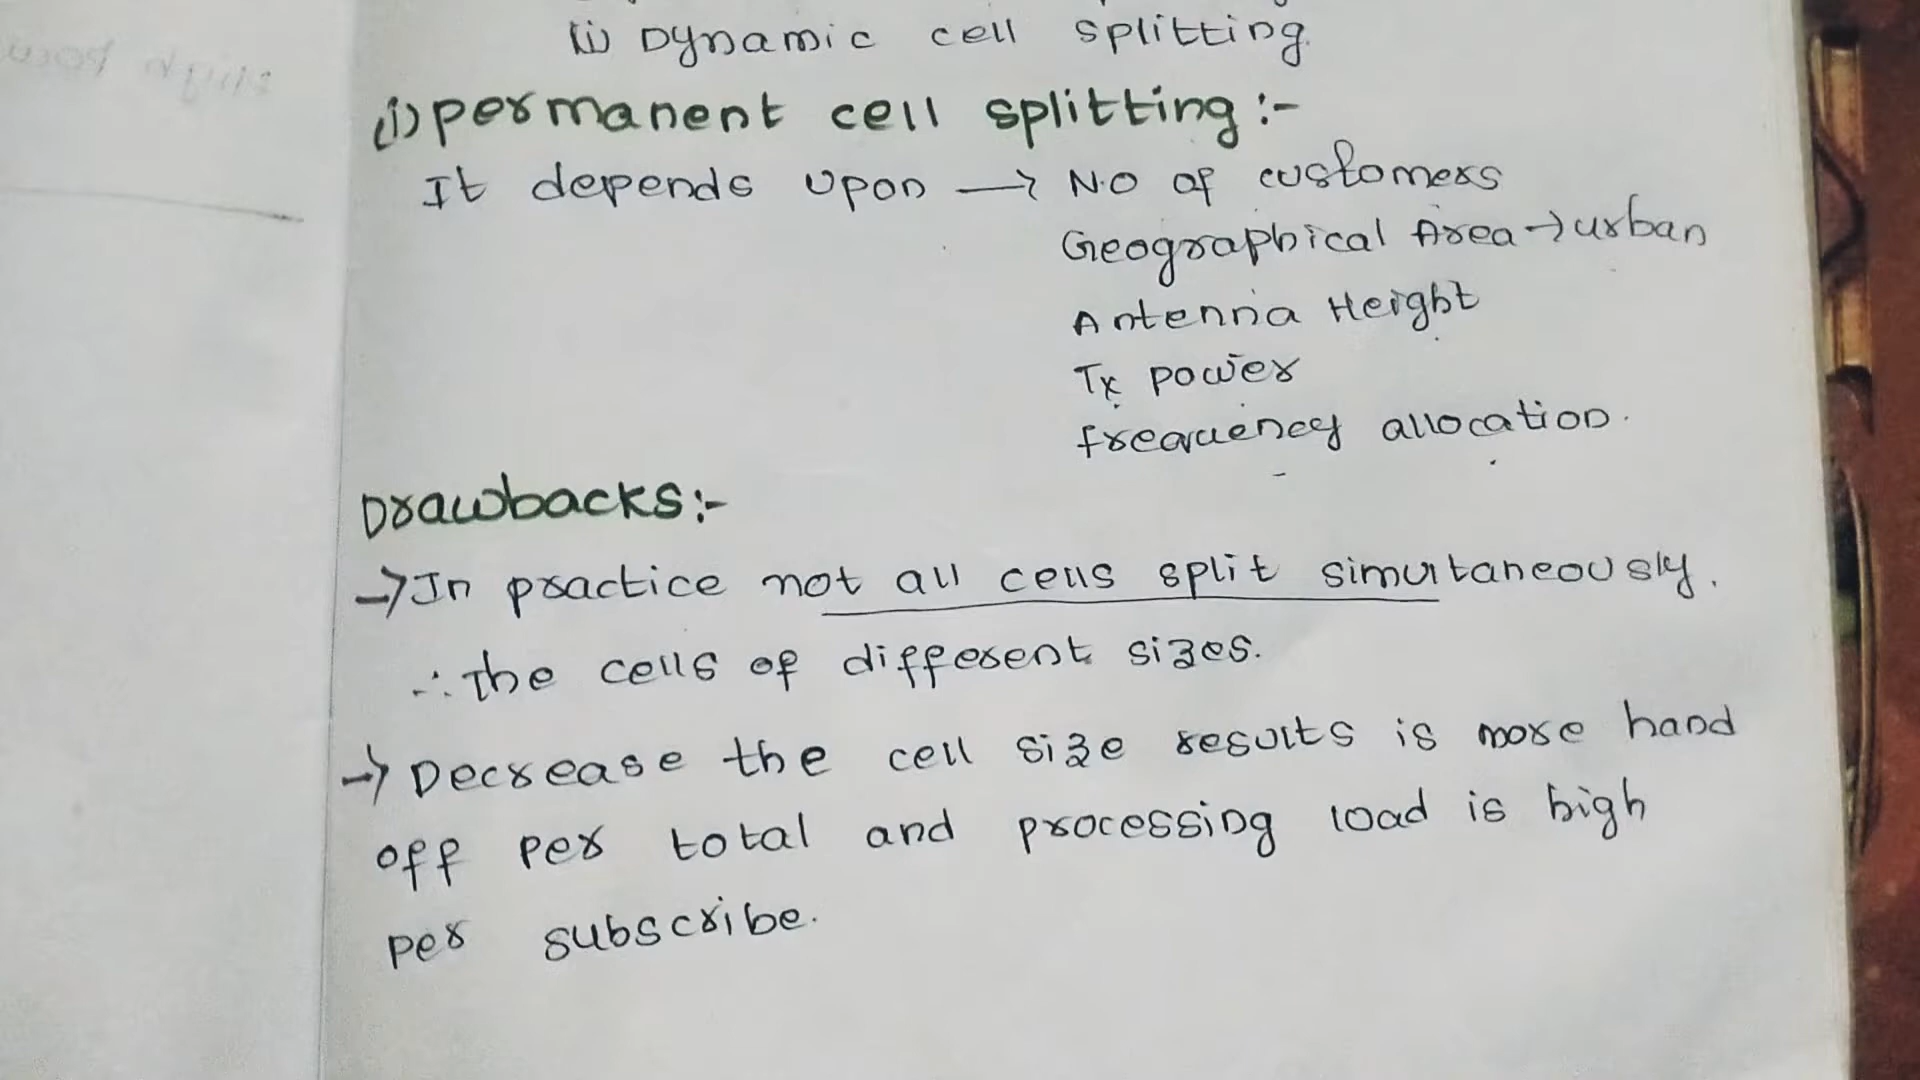 (ii) Dynamic cell splitting.
(i) permanent cell splitting :-
It depends upon → N.O of customers
Geographical Area → urban
Antenna Height
Tx power
frequency allocation.
Drawbacks:-
→ In practice not all cells split simultaneously.
∴ the cells of different sizes.
→ Decrease the cell size results is more hand
off per total and processing load is high
per subscribe.